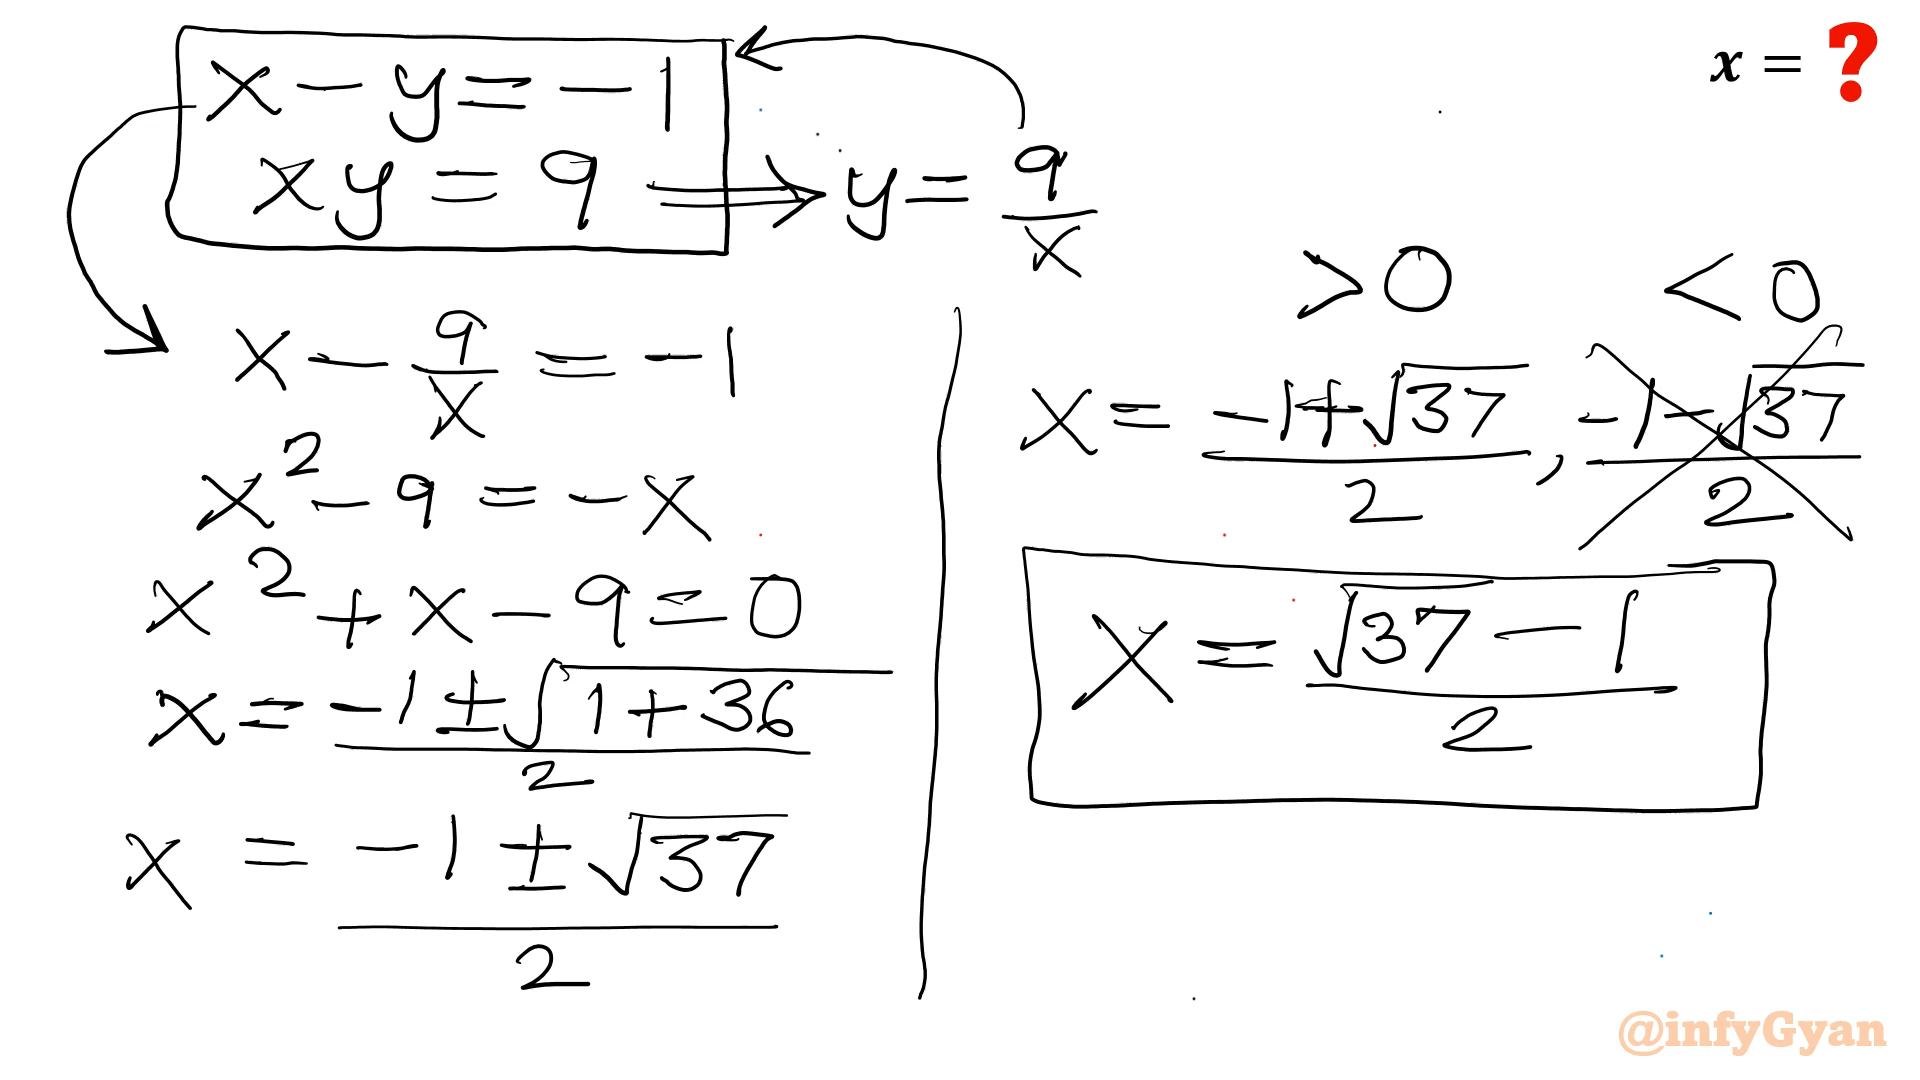 x - y = -1
xy = 9 ⟹ y = 9/x
x - 9/x = -1
x² - 9 = -x
x² + x - 9 = 0
x = (-1 ± √(1+36))/2
x = (-1 ± √37)/2
x = ?
>0 <0
x = (-1+√37)/2 , (-1-√37)/2
x = (√37 - 1)/2
@infyGyan